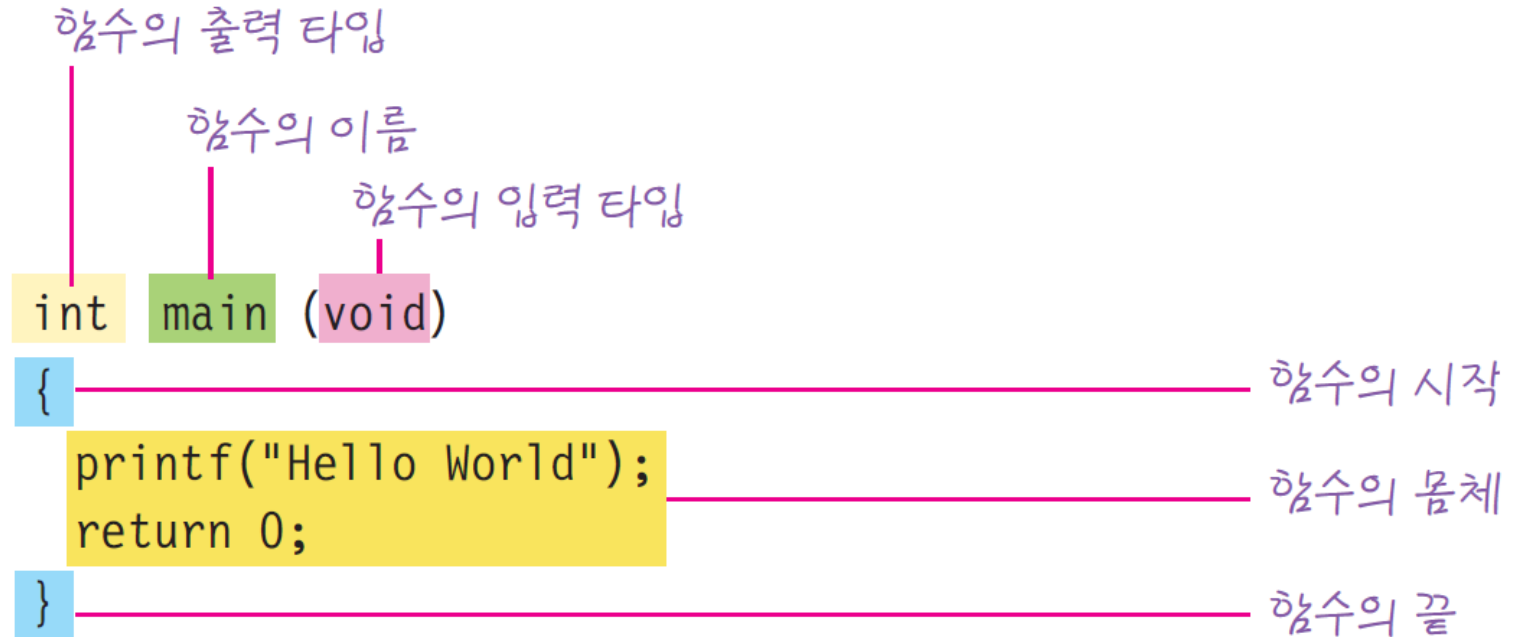 함수의 출력 타입
함수의 이름
함수의 입력 타입
int main (void)
{
함수의 시작
printf("Hello World");
return 0;
함수의 몸체
}
함수의 끝